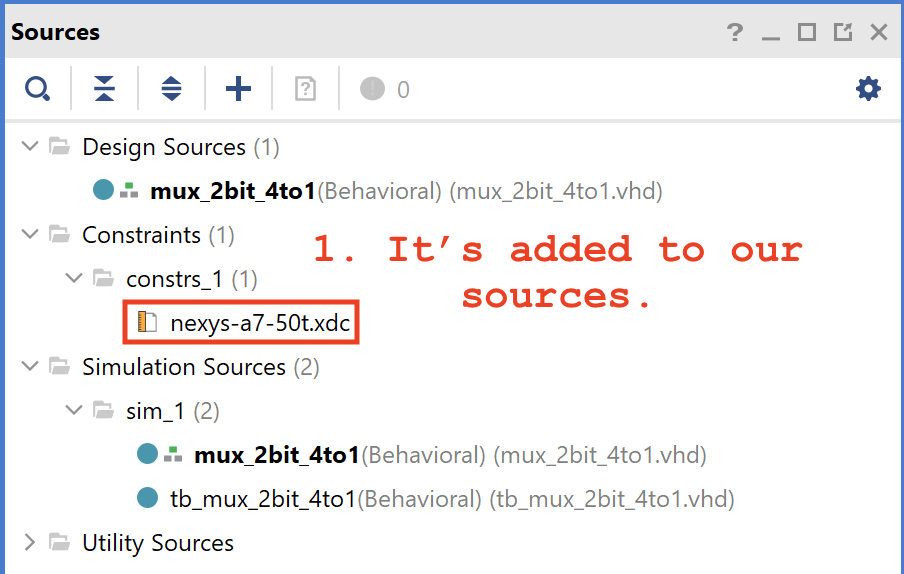 Sources
0
Design Sources (1)
mux_2bit_4to1(Behavioral) (mux_2bit_4to1.vhd)
Constraints (1)
1. It’s added to our
sources.
constrs_1 (1)
nexys-a7-50t.xdc
Simulation Sources (2)
sim_1 (2)
mux_2bit_4to1(Behavioral) (mux_2bit_4to1.vhd)
tb_mux_2bit_4to1(Behavioral) (tb_mux_2bit_4to1.vhd)
Utility Sources